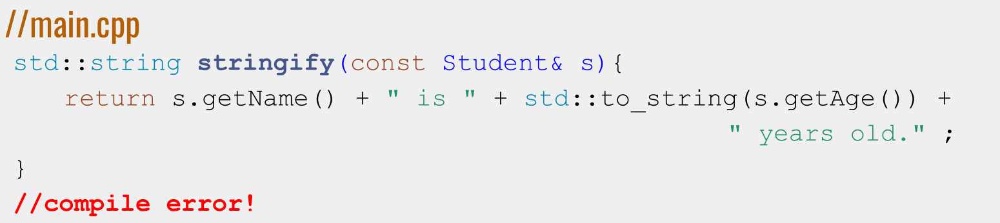 //main.cpp
std::string stringify(const Student& s){
return s.getName() + " is " + std::to_string(s.getAge()) +
" years old." ;
}
//compile error!